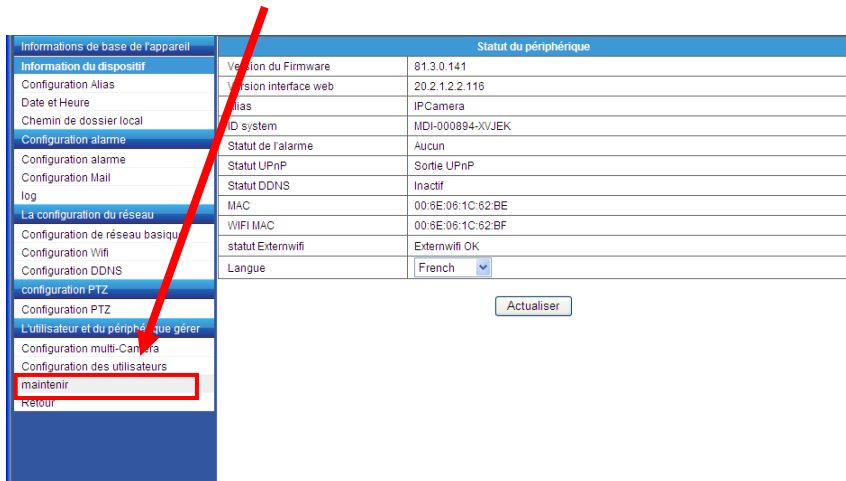 Informations de base de l'appareil
Information du dispositif
Configuration Alias
Date et Heure
Chemin de dossier local
Configuration alarme
Configuration alarme
Configuration Mail
log
La configuration du réseau
Configuration de réseau basique
Configuration Wifi
Configuration DDNS
configuration PTZ
Configuration PTZ
L'utilisateur et du périphérique gérer
Configuration multi-Caméra
Configuration des utilisateurs
maintenir
Retour
Statut du périphérique
Version du Firmware 81.3.0.141
Version interface web 20.2.1.2.2.116
Alias IPCamera
ID system MDI-000894-XVJEK
Statut de l'alarme Aucun
Statut UPnP Sortie UPnP
Statut DDNS Inactif
MAC 00:6E:06:1C:62:BE
WIFI MAC 00:6E:06:1C:62:BF
statut Externwifi Externwifi OK
Langue French
Actualiser